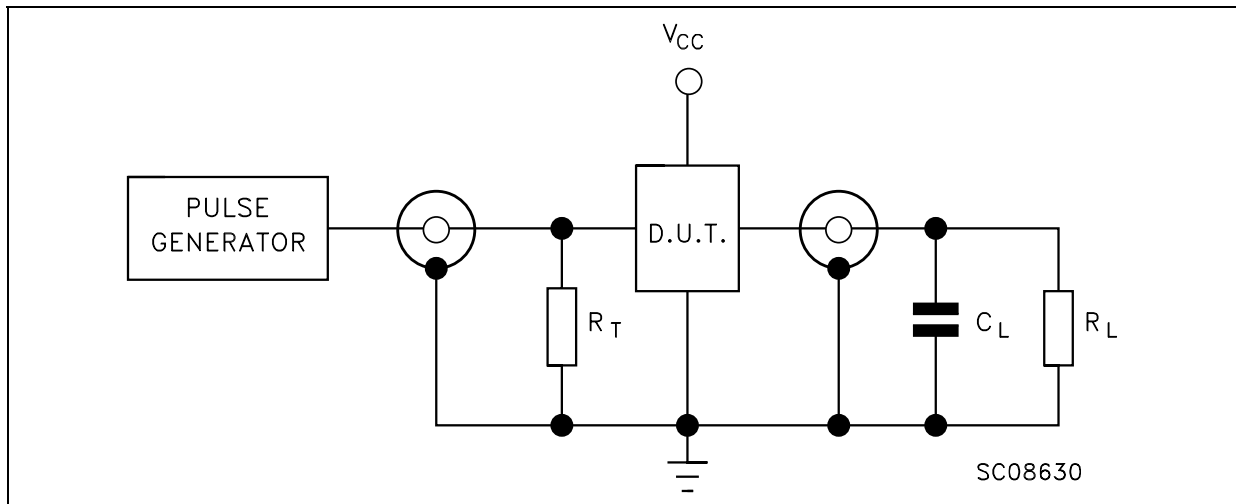 VCC
PULSE
GENERATOR
D.U.T.
RT
CL
RL
SC08630